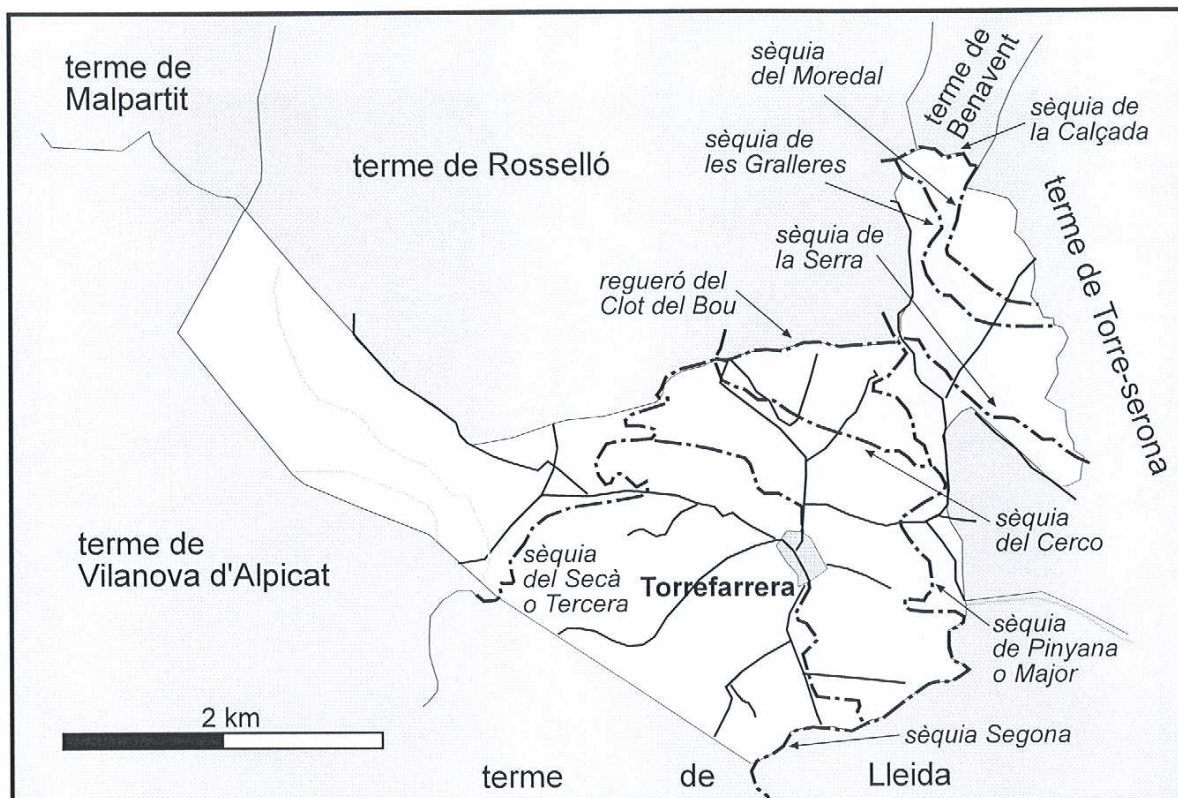 terme de
Malpartit
terme de Rosselló
sèquia
del Moredal
terme de
Benavent
sèquia de
la Calçada
sèquia de
les Gralleres
sèquia de
la Serra
terme de Torre-serona
regueró del
Clot del Bou
terme de
Vilanova d'Alpicat
sèquia
del Secà
o Tercera
Torrefarrera
sèquia
del Cerco
sèquia
de Pinyana
o Major
2 km
sèquia Segona
terme de Lleida